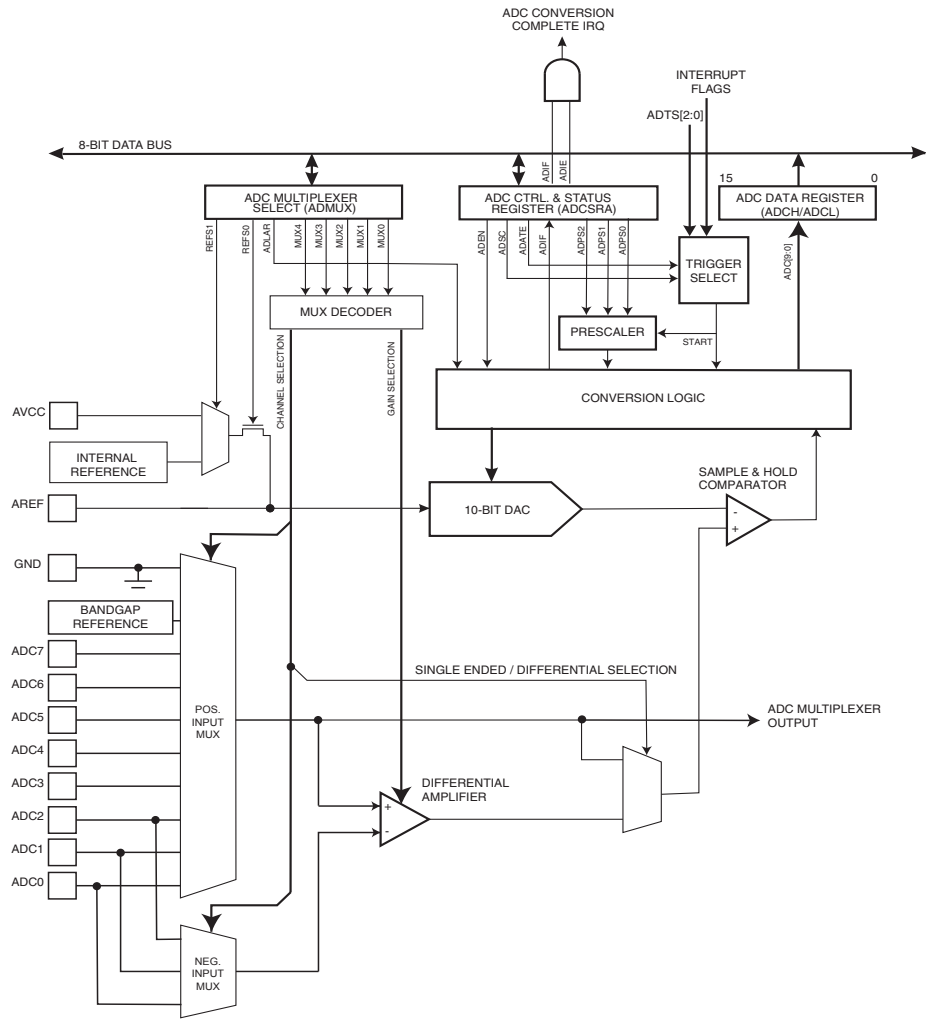 ADC CONVERSION
COMPLETE IRQ
INTERRUPT
FLAGS
ADTS[2:0]
8-BIT DATA BUS
ADIF
ADIE
15
0
ADC MULTIPLEXER
SELECT (ADMUX)
ADC CTRL. & STATUS
REGISTER (ADCSRA)
ADC DATA REGISTER
(ADCH/ADCL)
REFS1
REFS0
ADLAR
MUX4
MUX3
MUX2
MUX1
MUX0
ADEN
ADSC
ADATE
ADIF
ADPS2
ADPS1
ADPS0
ADC[9:0]
TRIGGER
SELECT
MUX DECODER
PRESCALER
START
CHANNEL SELECTION
GAIN SELECTION
CONVERSION LOGIC
AVCC
INTERNAL
REFERENCE
SAMPLE & HOLD
COMPARATOR
AREF
10-BIT DAC
-
+
GND
BANDGAP
REFERENCE
ADC7
SINGLE ENDED / DIFFERENTIAL SELECTION
ADC6
ADC5
POS.
INPUT
MUX
ADC MULTIPLEXER
OUTPUT
ADC4
ADC3
DIFFERENTIAL
AMPLIFIER
+
-
ADC2
ADC1
ADC0
NEG.
INPUT
MUX